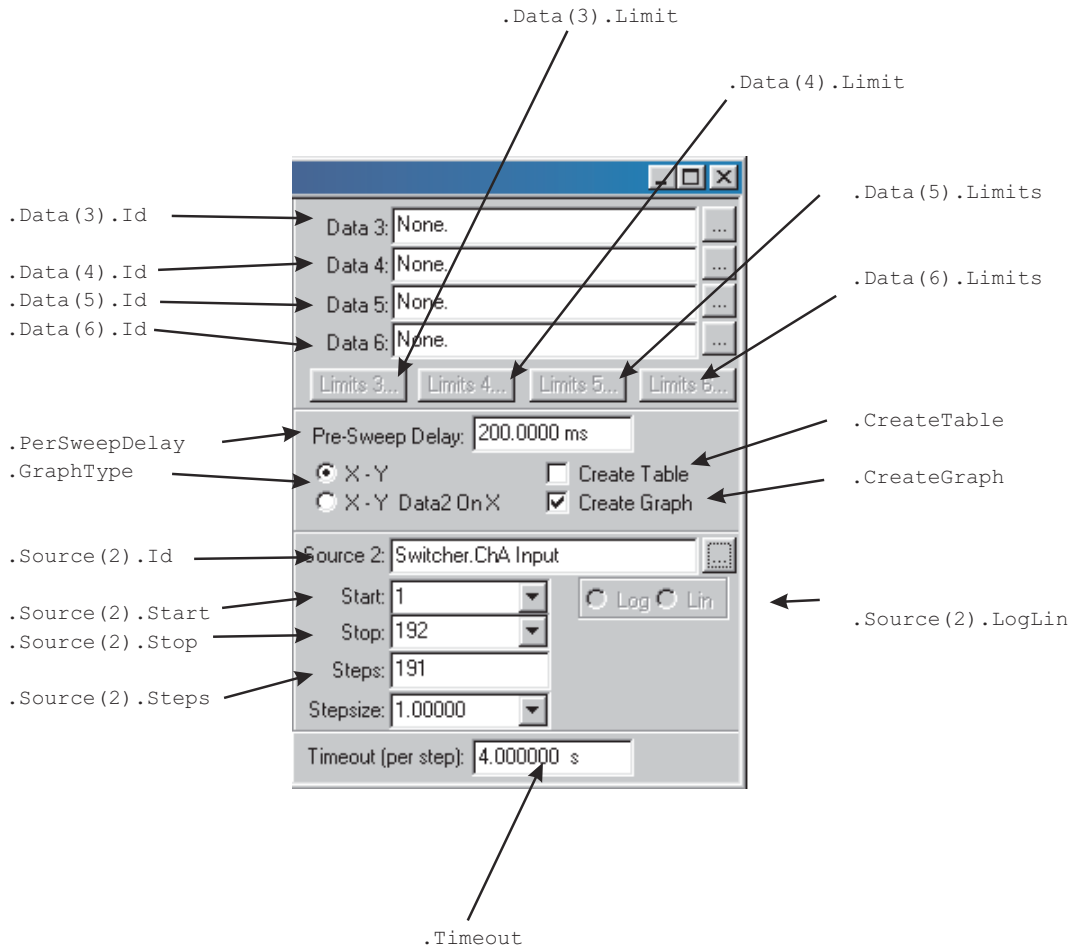 .Data(3).Limit
.Data(4).Limit
.Data(5).Limits
.Data(3).Id
Data 3: None. ...
.Data(4).Id
Data 4: None. ...
.Data(6).Limits
.Data(5).Id
Data 5: None. ...
.Data(6).Id
Data 6: None. ...
Limits 3... Limits 4... Limits 5... Limits 6...
.CreateTable
.PerSweepDelay
Pre-Sweep Delay: 200.0000 ms
.GraphType
X - Y Create Table
.CreateGraph
X - Y Data2 On X Create Graph
.Source(2).Id
Source 2: Switcher.ChA Input ...
.Source(2).Start
Start: 1 Log Lin
.Source(2).LogLin
.Source(2).Stop
Stop: 192
.Source(2).Steps
Steps: 191
Stepsize: 1.00000
Timeout (per step): 4.000000 s
.Timeout